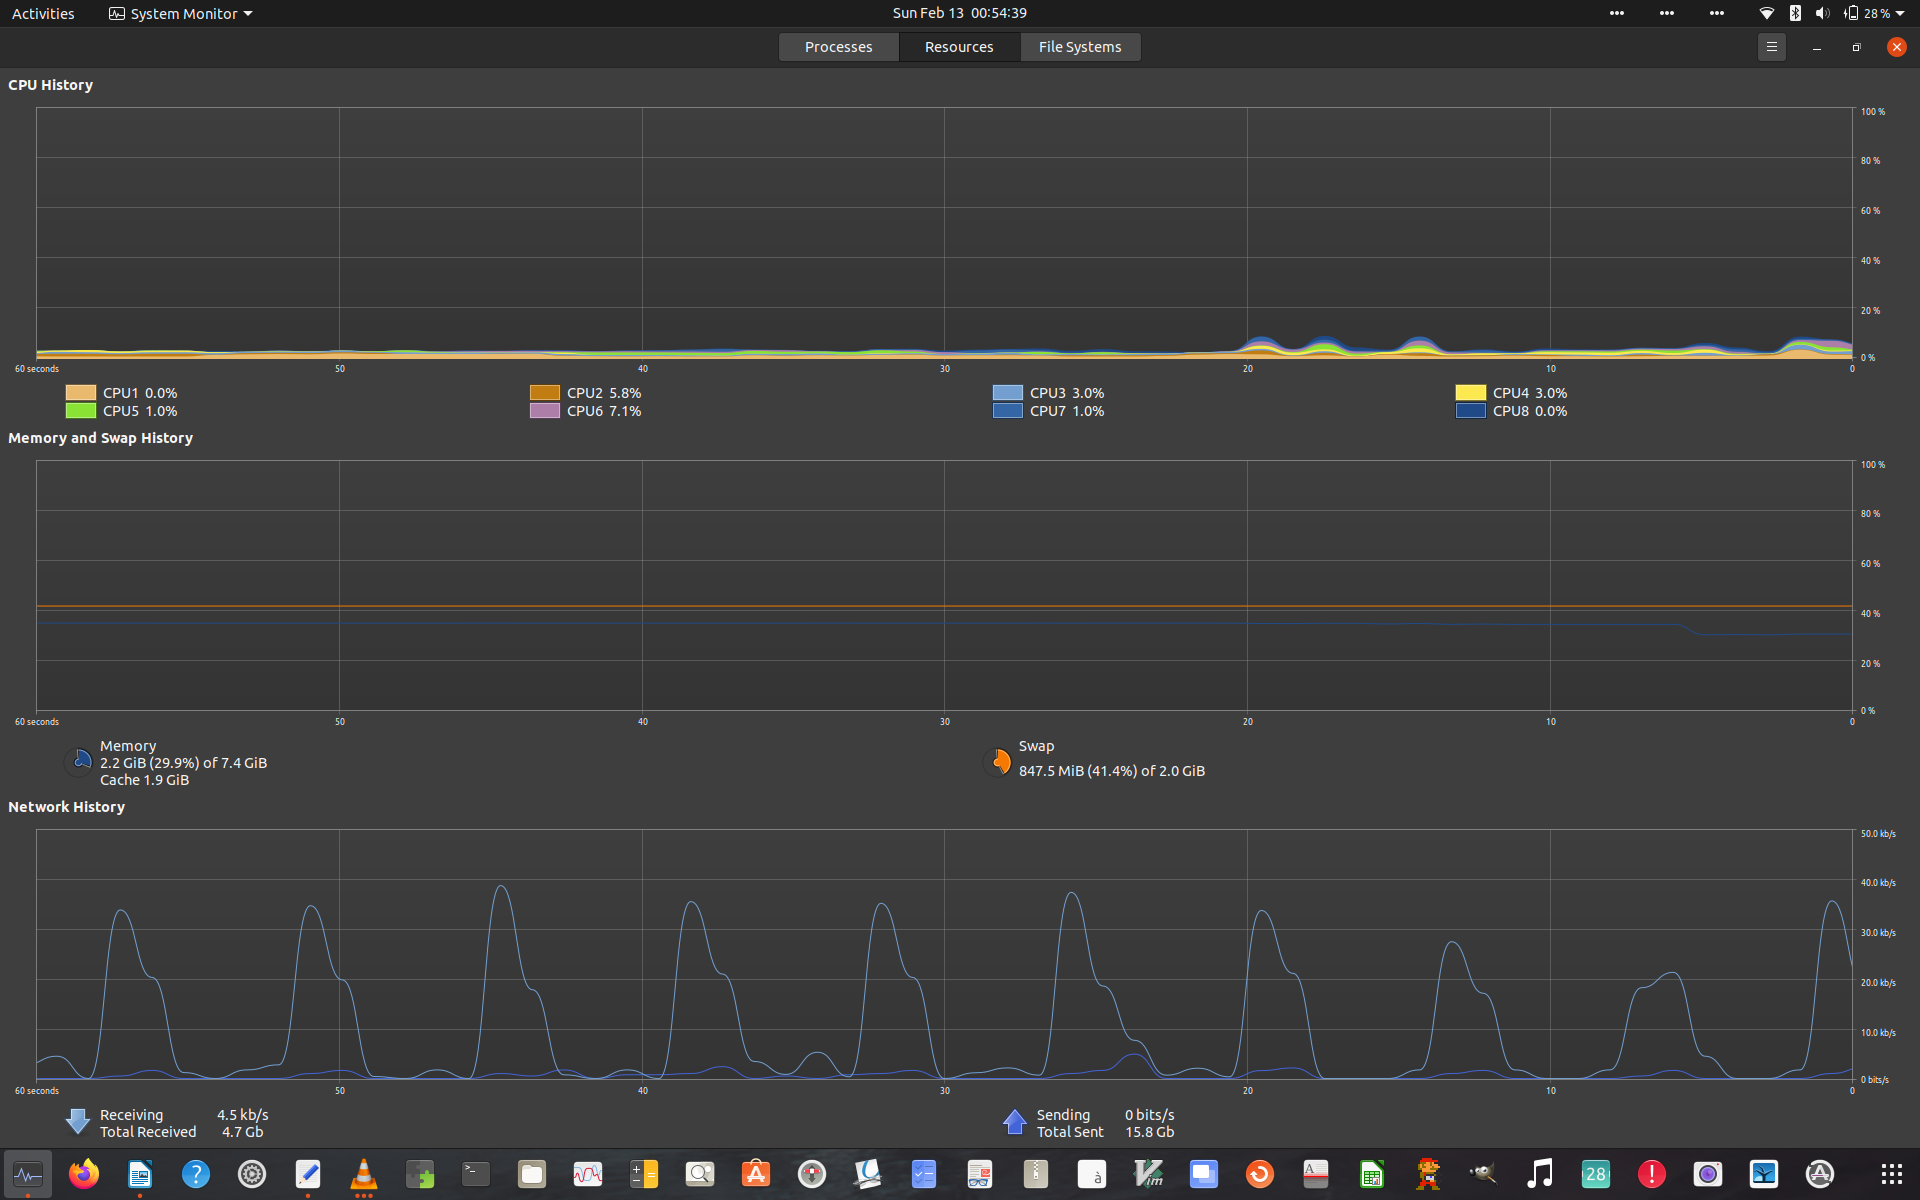 Activities
System Monitor
Sun Feb 13 00:54:39
28 %
Processes
Resources
File Systems
CPU History
100 %
80 %
60 %
40 %
20 %
0 %
60 seconds
50
40
30
20
10
0
CPU1 0.0%
CPU2 5.8%
CPU3 3.0%
CPU4 3.0%
CPU5 1.0%
CPU6 7.1%
CPU7 1.0%
CPU8 0.0%
Memory and Swap History
100 %
80 %
60 %
40 %
20 %
0 %
60 seconds
50
40
30
20
10
0
Memory
2.2 GiB (29.9%) of 7.4 GiB
Cache 1.9 GiB
Swap
847.5 MiB (41.4%) of 2.0 GiB
Network History
50.0 kb/s
40.0 kb/s
30.0 kb/s
20.0 kb/s
10.0 kb/s
0 bits/s
60 seconds
50
40
30
20
10
0
Receiving 4.5 kb/s
Total Received 4.7 Gb
Sending 0 bits/s
Total Sent 15.8 Gb
?
>_
à
Vim
A
28
!